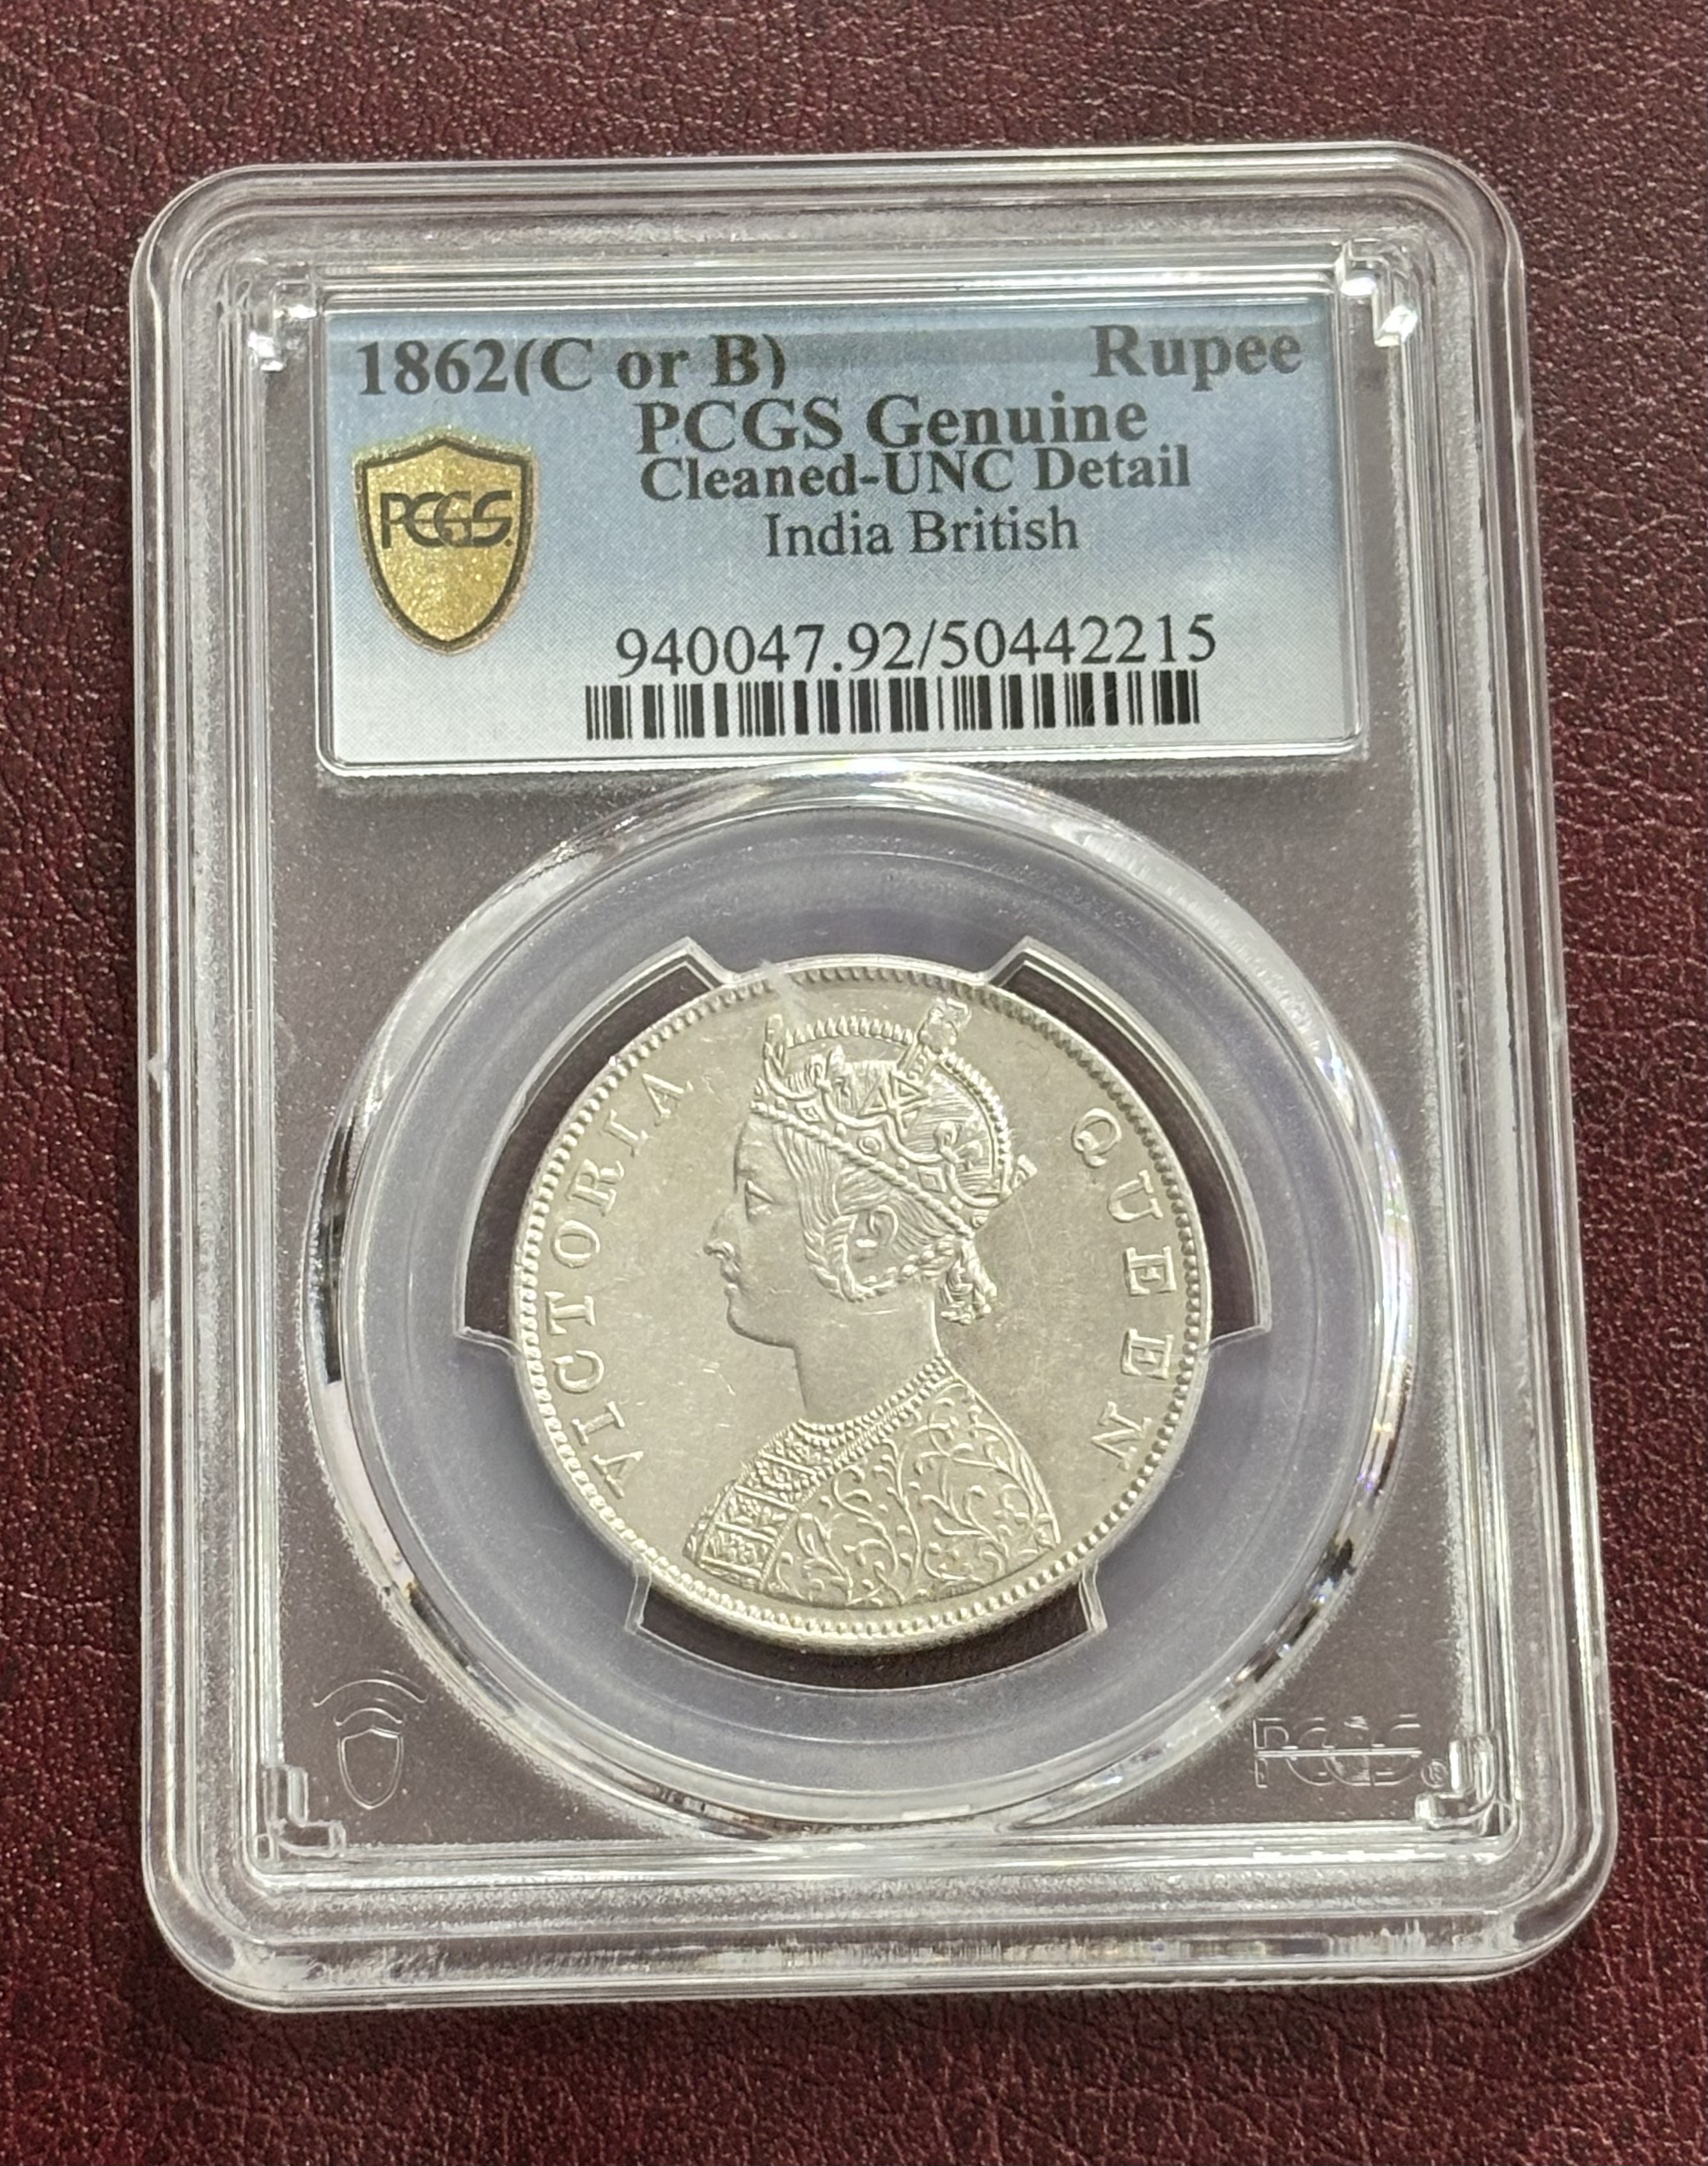 1862(C or B) Rupee
PCGS Genuine
Cleaned-UNC Detail
India British
PCGS
940047.92/50442215
VICTORIA QUEEN
PCGS®